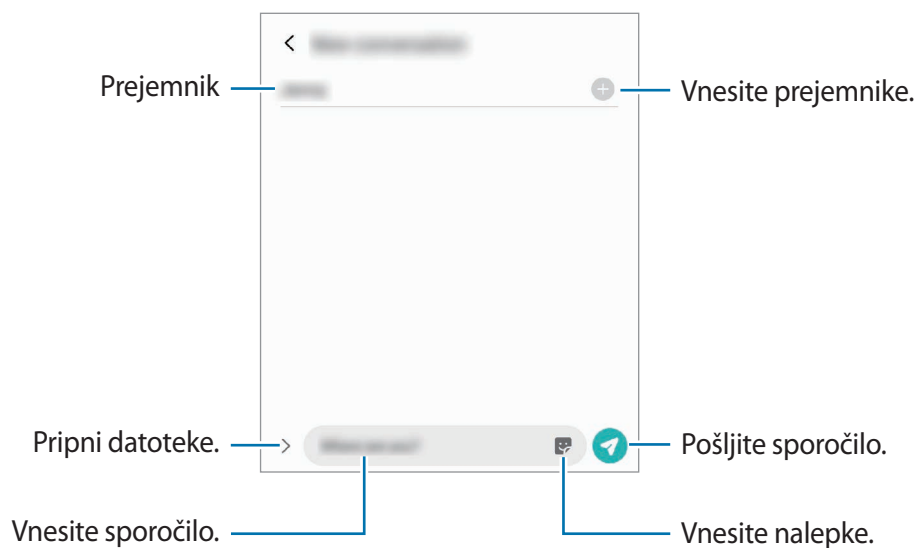 Prejemnik
Vnesite prejemnike.
Pripni datoteke.
Pošljite sporočilo.
Vnesite sporočilo.
Vnesite nalepke.